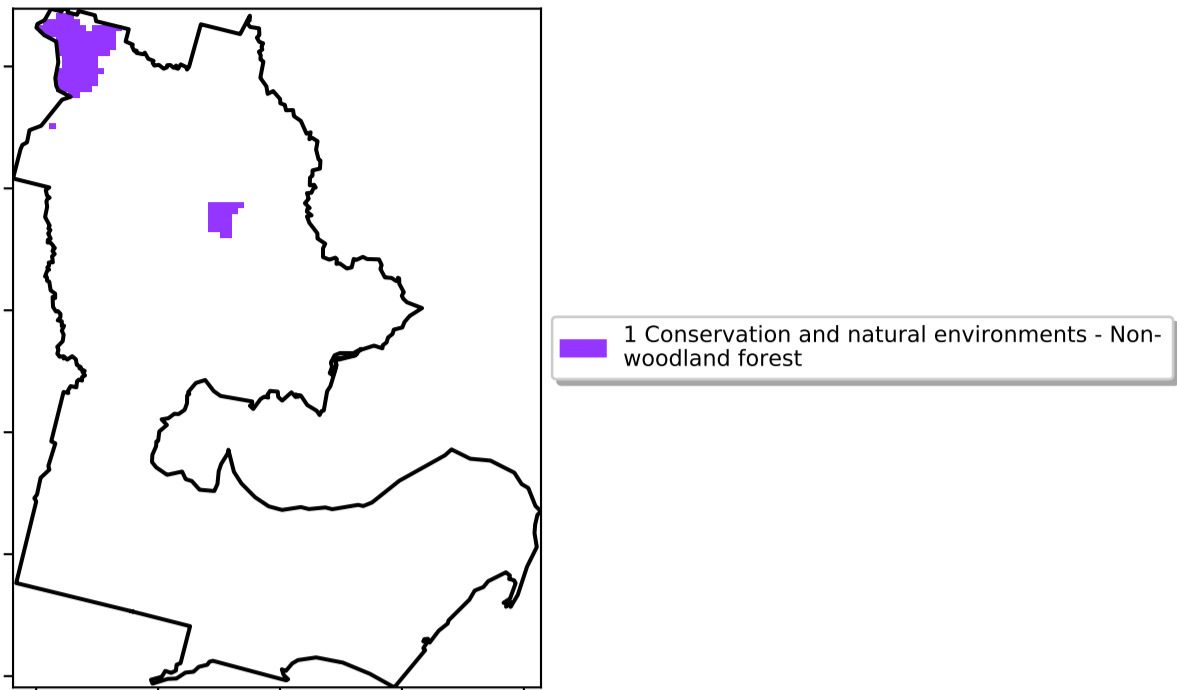 1 Conservation and natural environments - Non-
woodland forest